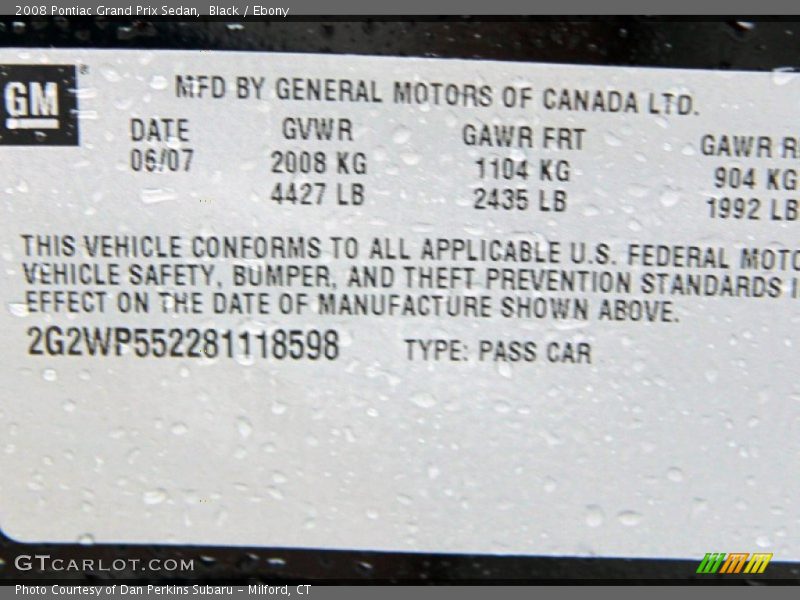 2008 Pontiac Grand Prix Sedan, Black / Ebony
GM
MFD BY GENERAL MOTORS OF CANADA LTD.
DATE GVWR GAWR FRT GAWR R
06/07 2008 KG 1104 KG 904 KG
4427 LB 2435 LB 1992 LB
THIS VEHICLE CONFORMS TO ALL APPLICABLE U.S. FEDERAL MOTO
VEHICLE SAFETY, BUMPER, AND THEFT PREVENTION STANDARDS I
EFFECT ON THE DATE OF MANUFACTURE SHOWN ABOVE.
2G2WP552281118598 TYPE: PASS CAR
GTCARLOT.COM
Photo Courtesy of Dan Perkins Subaru - Milford, CT